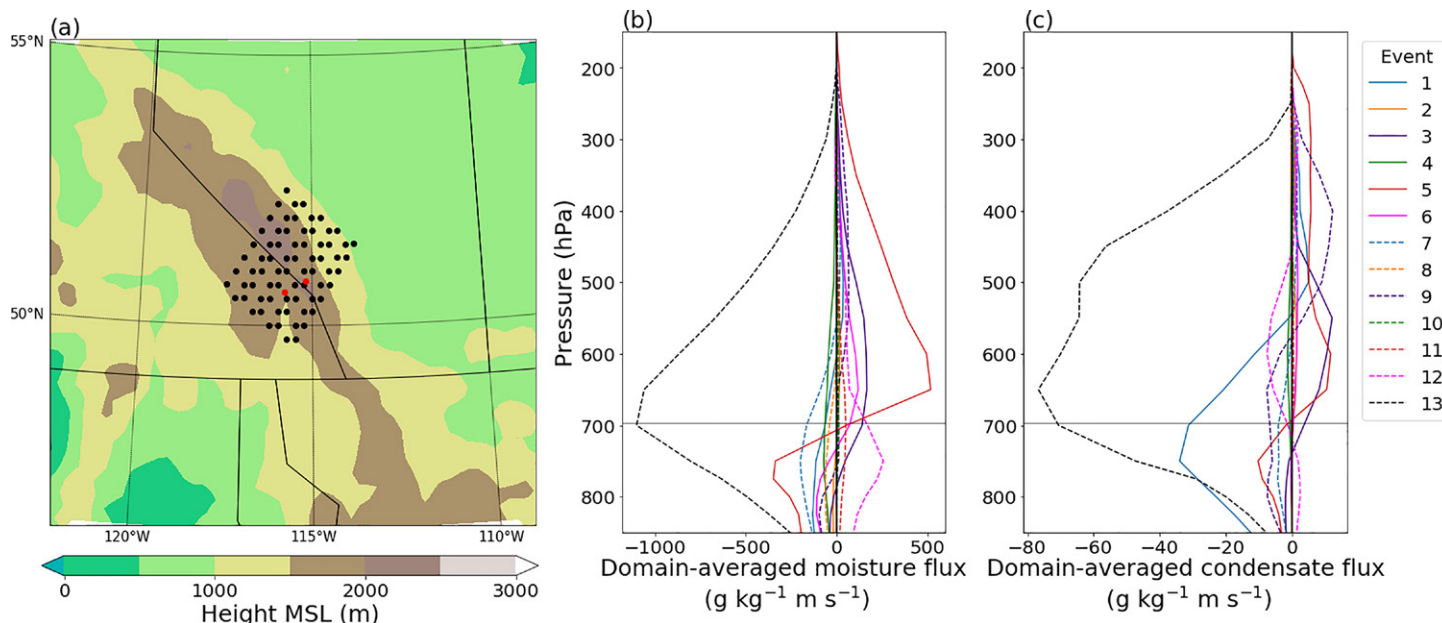 (a)
55°N
50°N
120°W
115°W
110°W
0
1000
2000
3000
Height MSL (m)
(b)
Pressure (hPa)
200
300
400
500
600
700
800
−1000
−500
0
500
Domain-averaged moisture flux
(g kg⁻¹ m s⁻¹)
(c)
200
300
400
500
600
700
800
−80
−60
−40
−20
0
Domain-averaged condensate flux
(g kg⁻¹ m s⁻¹)
Event
1
2
3
4
5
6
7
8
9
10
11
12
13